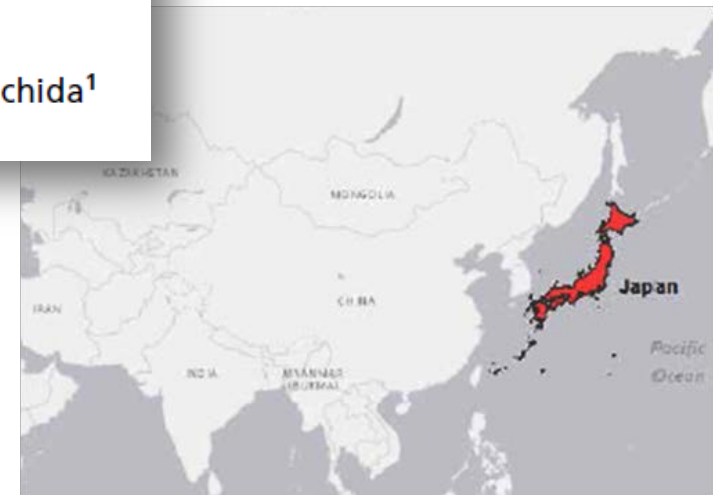 chida¹
KAZAKHSTAN
MONGOLIA
CHINA
Japan
IRAN
Pacific
Ocean
INDIA
MYANMAR
(BURMA)